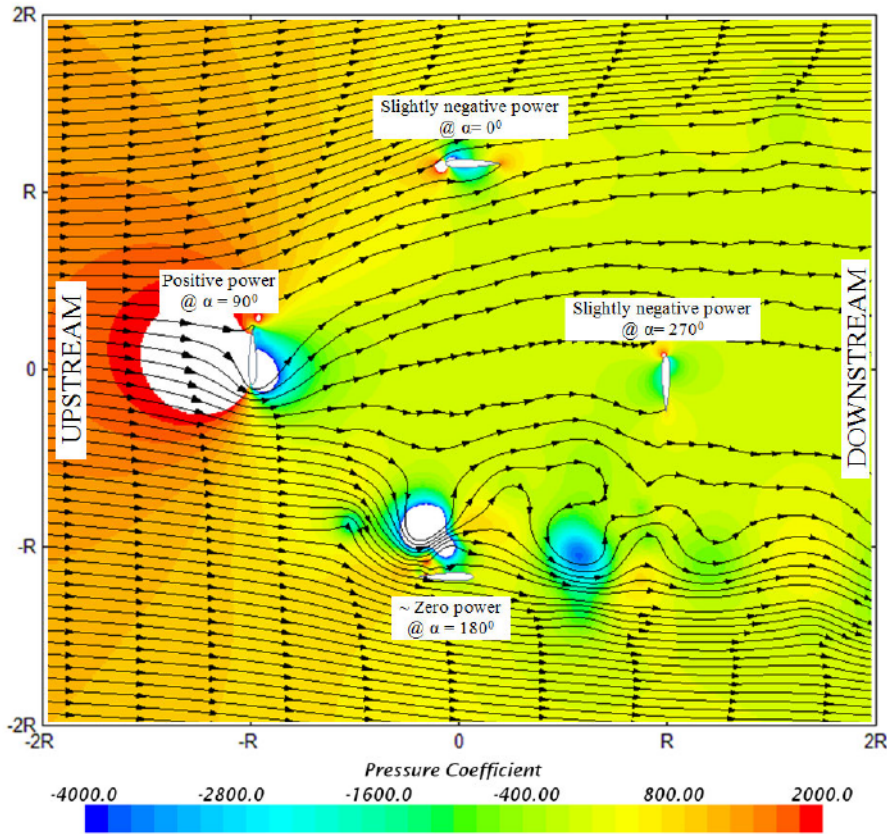 2R
Slightly negative power
@ α= 0⁰
R
Positive power
@ α = 90⁰
Slightly negative power
@ α= 270⁰
UPSTREAM
0
DOWNSTREAM
-R
~ Zero power
@ α = 180⁰
-2R
-2R -R 0 R 2R
Pressure Coefficient
-4000.0 -2800.0 -1600.0 -400.00 800.00 2000.0